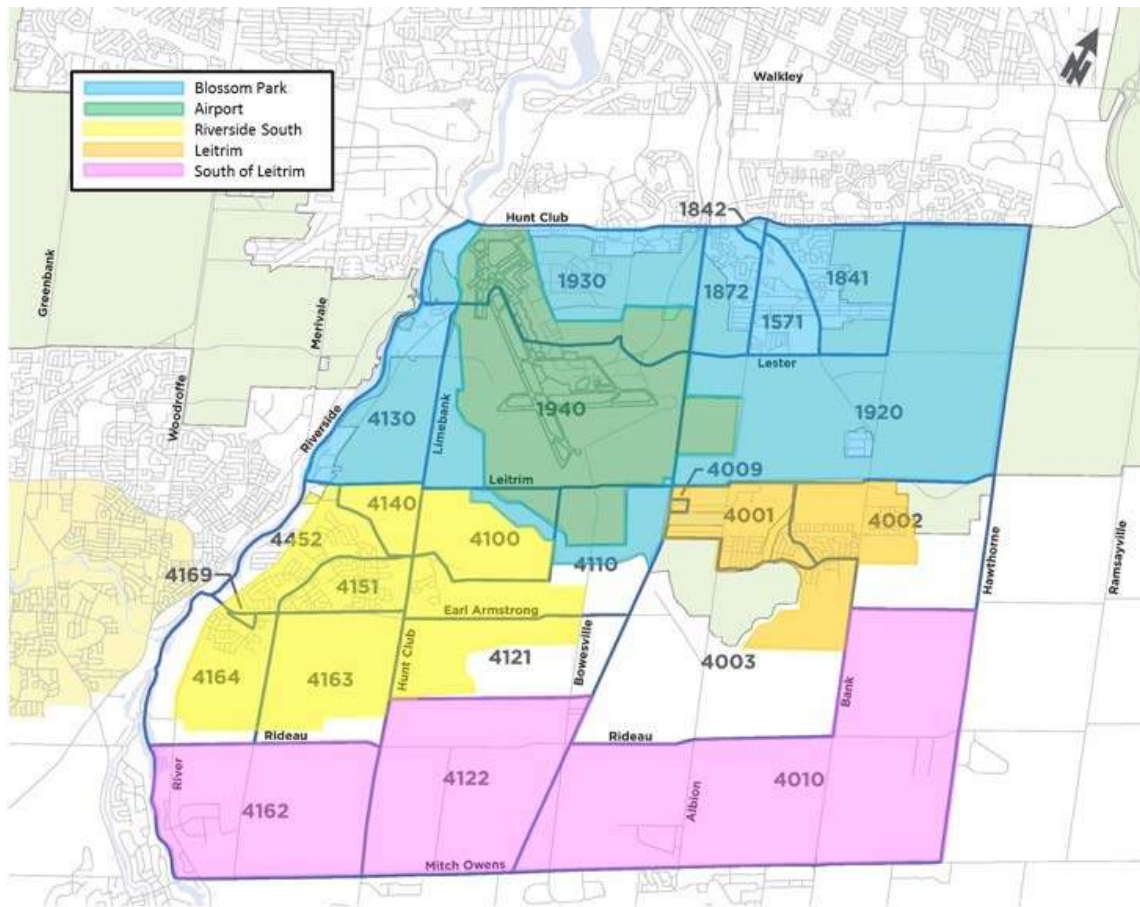 Walkley
Blossom Park
Airport
Riverside South
Leitrim
South of Leitrim
N
1842
Hunt Club
Greenbank
Merivale
1930
1872
1841
1571
Lester
Woodroffe
Riverside
4130
Limebank
1940
1920
Leitrim
4009
4140
4001
4002
4452
4100
4169
4110
4151
Earl Armstrong
Hawthorne
Ramsayville
4164
4163
Hunt Club
4121
Bowesville
4003
Bank
Rideau
Rideau
River
4122
4010
4162
Albion
Mitch Owens